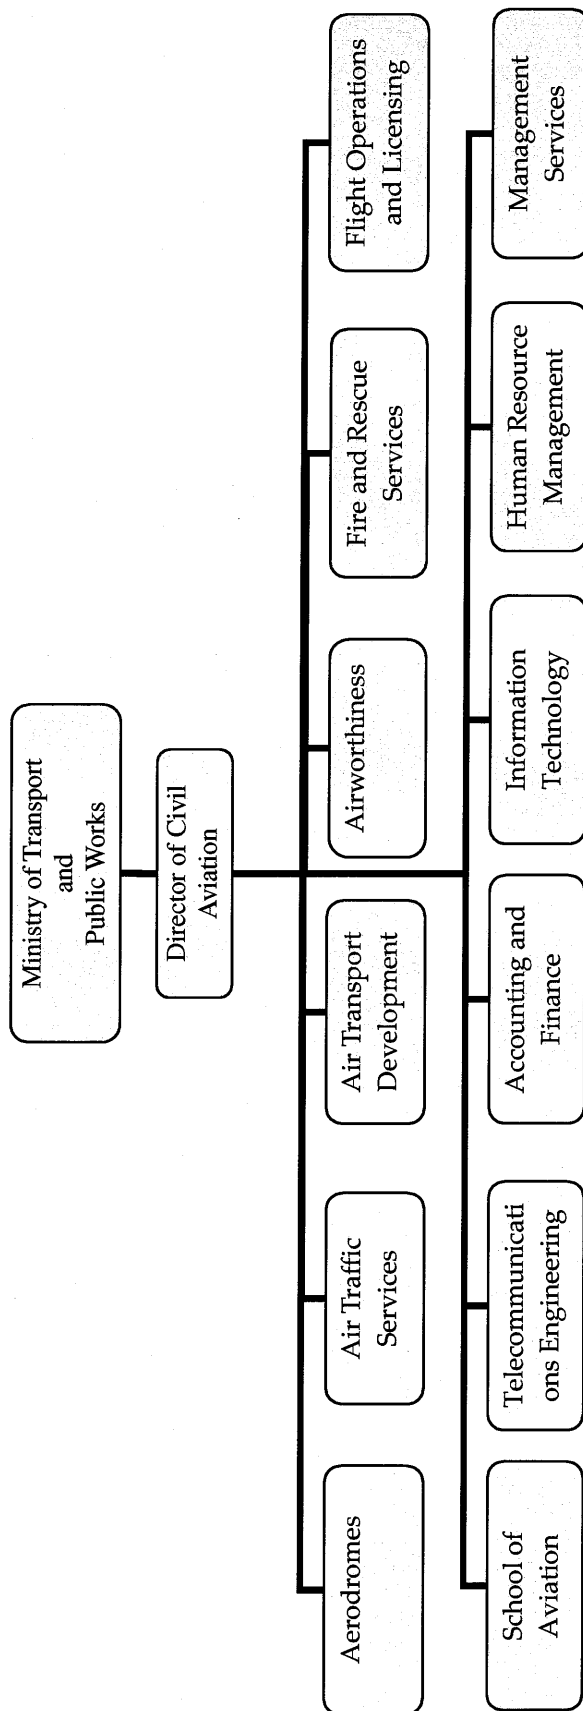 Ministry of Transport
and
Public Works
Director of Civil
Aviation
Aerodromes
Air Traffic
Services
Air Transport
Development
Airworthiness
Fire and Rescue
Services
Flight Operations
and Licensing
School of
Aviation
Telecommunicati
ons Engineering
Accounting and
Finance
Information
Technology
Human Resource
Management
Management
Services